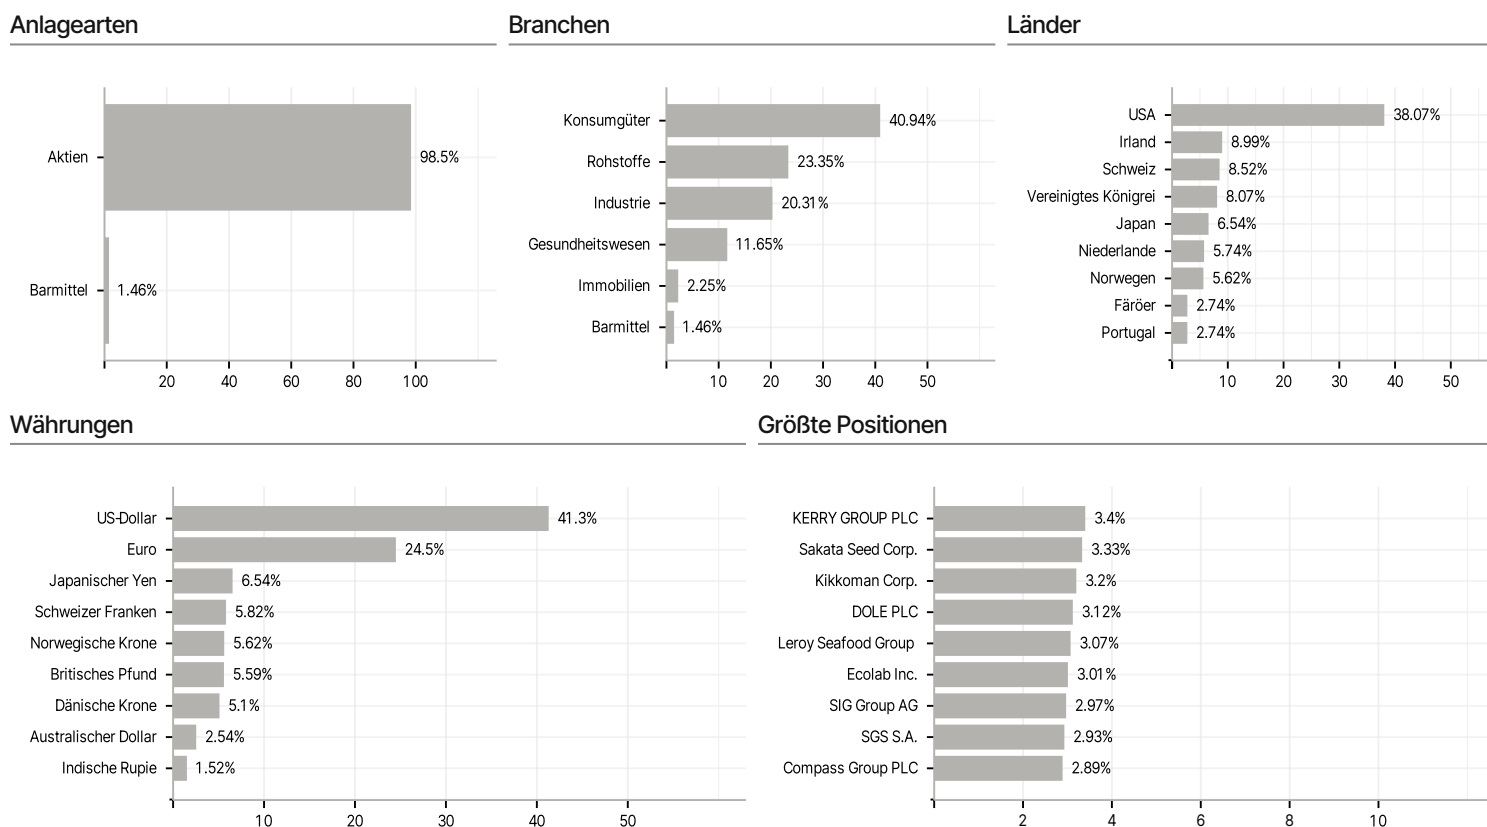 Anlagearten
Aktien
98.5%
Barmittel
1.46%
20 40 60 80 100
Branchen
Konsumgüter
40.94%
Rohstoffe
23.35%
Industrie
20.31%
Gesundheitswesen
11.65%
Immobilien
2.25%
Barmittel
1.46%
10 20 30 40 50
Länder
USA
38.07%
Irland
8.99%
Schweiz
8.52%
Vereinigtes Königrei
8.07%
Japan
6.54%
Niederlande
5.74%
Norwegen
5.62%
Färöer
2.74%
Portugal
2.74%
10 20 30 40 50
Währungen
US-Dollar
41.3%
Euro
24.5%
Japanischer Yen
6.54%
Schweizer Franken
5.82%
Norwegische Krone
5.62%
Britisches Pfund
5.59%
Dänische Krone
5.1%
Australischer Dollar
2.54%
Indische Rupie
1.52%
10 20 30 40 50
Größte Positionen
KERRY GROUP PLC
3.4%
Sakata Seed Corp.
3.33%
Kikkoman Corp.
3.2%
DOLE PLC
3.12%
Leroy Seafood Group
3.07%
Ecolab Inc.
3.01%
SIG Group AG
2.97%
SGS S.A.
2.93%
Compass Group PLC
2.89%
2 4 6 8 10